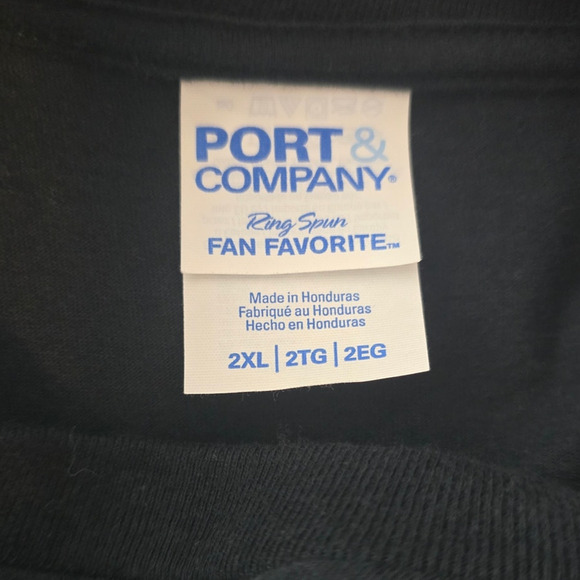 PORT &
COMPANY®
Ring Spun
FAN FAVORITE™
Made in Honduras
Fabriqué au Honduras
Hecho en Honduras
2XL | 2TG | 2EG